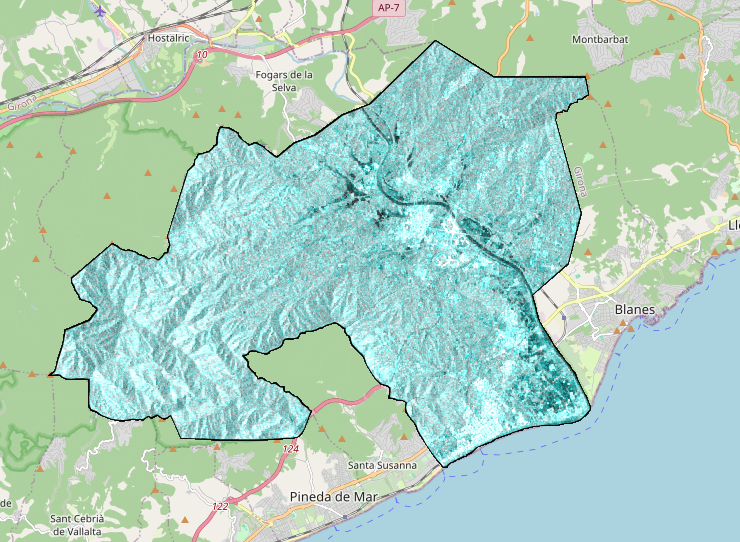 AP-7
Hostalric
Montbarbat
10
Fogars de la
Selva
Girona
Girona
Ll
Blanes
124
Santa Susanna
de
122
Pineda de Mar
Sant Cebrià
de Vallalta